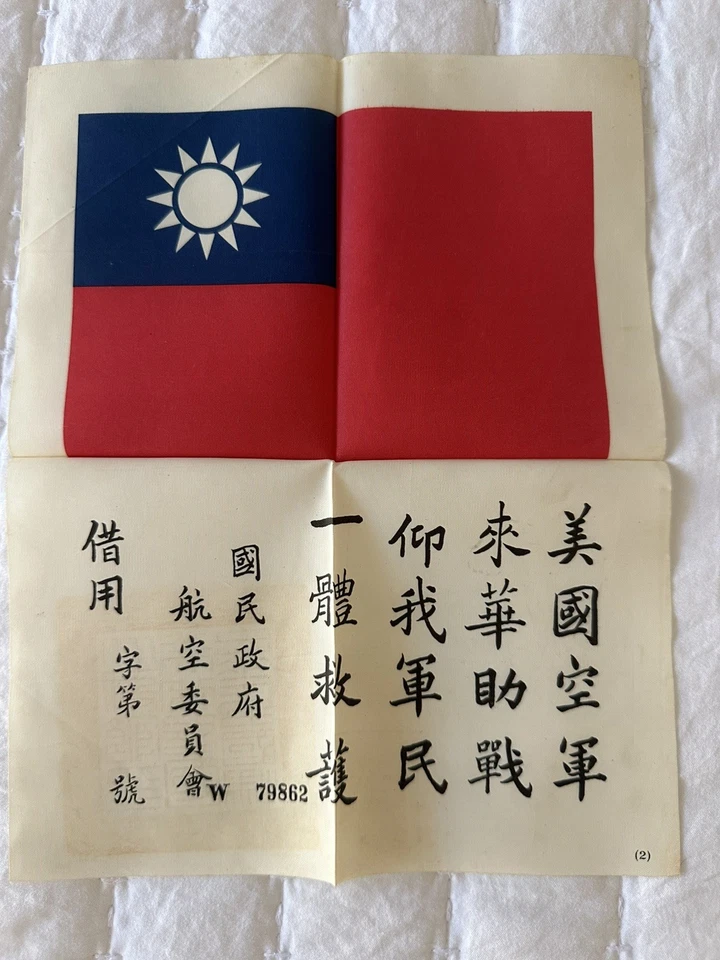 美國空軍
來華助戰
仰我軍民
一體救護
國民政府
航空委員會
借用
字第 號
W 79862
(2)